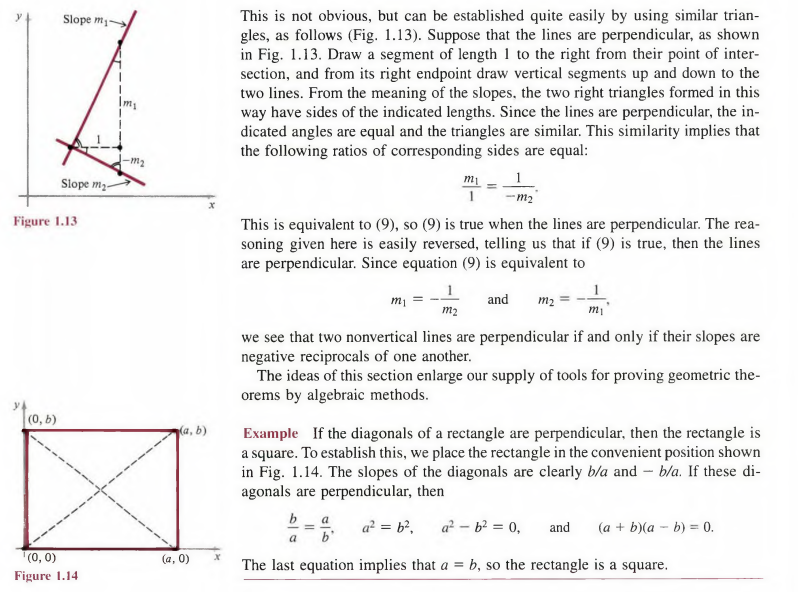 y
Slope m₁
m₁
1
−m₂
Slope m₂
x
Figure 1.13
This is not obvious, but can be established quite easily by using similar trian-
gles, as follows (Fig. 1.13). Suppose that the lines are perpendicular, as shown
in Fig. 1.13. Draw a segment of length 1 to the right from their point of inter-
section, and from its right endpoint draw vertical segments up and down to the
two lines. From the meaning of the slopes, the two right triangles formed in this
way have sides of the indicated lengths. Since the lines are perpendicular, the in-
dicated angles are equal and the triangles are similar. This similarity implies that
the following ratios of corresponding sides are equal:
m₁/1 = 1/−m₂.
This is equivalent to (9), so (9) is true when the lines are perpendicular. The rea-
soning given here is easily reversed, telling us that if (9) is true, then the lines
are perpendicular. Since equation (9) is equivalent to
m₁ = −1/m₂ and m₂ = −1/m₁,
we see that two nonvertical lines are perpendicular if and only if their slopes are
negative reciprocals of one another.
The ideas of this section enlarge our supply of tools for proving geometric the-
orems by algebraic methods.
y
(0, b)
(a, b)
(0, 0)
(a, 0)
x
Figure 1.14
Example If the diagonals of a rectangle are perpendicular, then the rectangle is
a square. To establish this, we place the rectangle in the convenient position shown
in Fig. 1.14. The slopes of the diagonals are clearly b/a and − b/a. If these di-
agonals are perpendicular, then
b/a = a/b, a² = b², a² − b² = 0, and (a + b)(a − b) = 0.
The last equation implies that a = b, so the rectangle is a square.